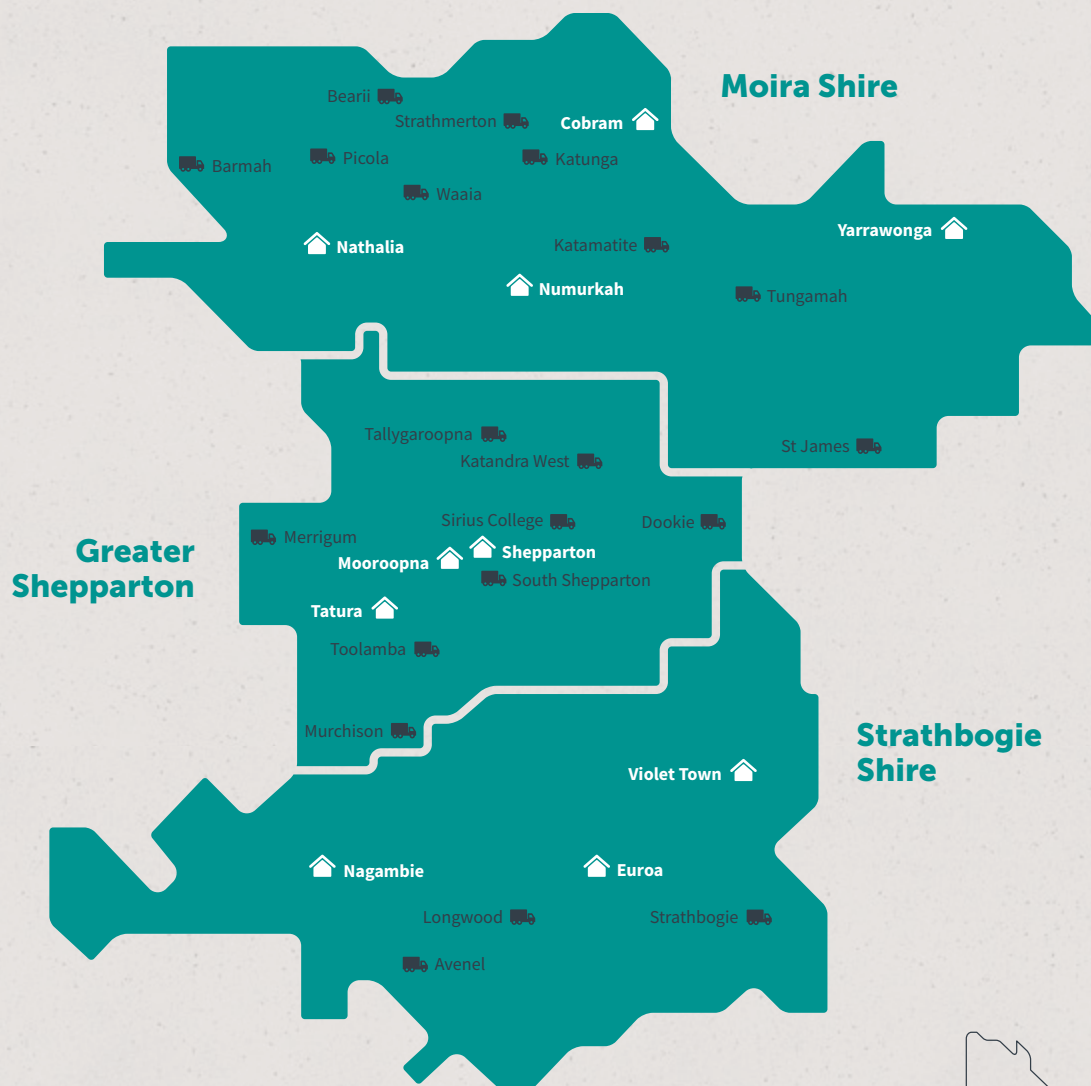 Moira Shire
Bearii
Strathmerton
Cobram
Barmah
Picola
Katunga
Waaia
Yarrawonga
Nathalia
Katamatite
Numurkah
Tungamah
Tallygaroopna
St James
Katandra West
Sirius College
Dookie
Greater
Shepparton
Merrigum
Mooroopna
Shepparton
South Shepparton
Tatura
Toolamba
Murchison
Strathbogie
Shire
Violet Town
Nagambie
Euroa
Longwood
Strathbogie
Avenel